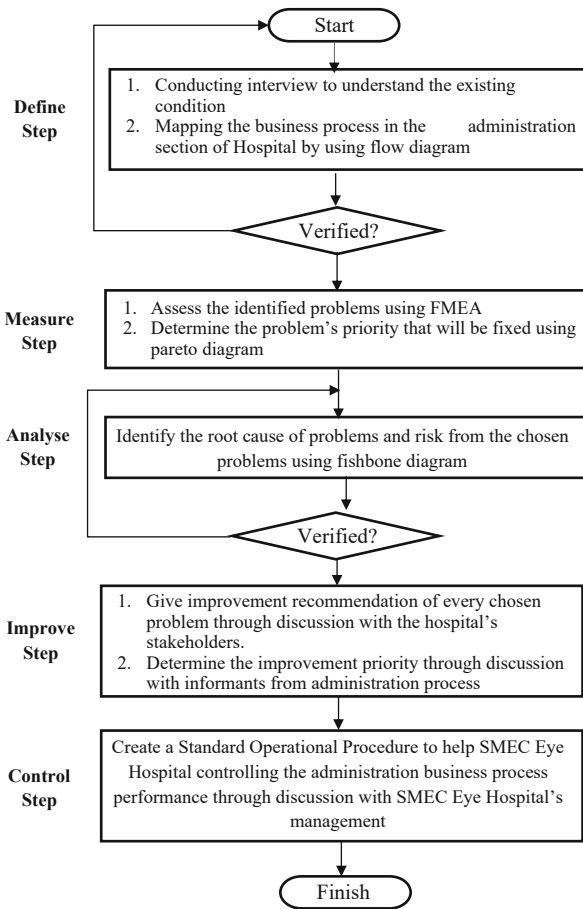 Start
Define
Step
1. Conducting interview to understand the existing
condition
2. Mapping the business process in the administration
section of Hospital by using flow diagram
Verified?
Measure
Step
1. Assess the identified problems using FMEA
2. Determine the problem's priority that will be fixed using
pareto diagram
Analyse
Step
Identify the root cause of problems and risk from the chosen
problems using fishbone diagram
Verified?
Improve
Step
1. Give improvement recommendation of every chosen
problem through discussion with the hospital's
stakeholders.
2. Determine the improvement priority through discussion
with informants from administration process
Control
Step
Create a Standard Operational Procedure to help SMEC Eye
Hospital controlling the administration business process
performance through discussion with SMEC Eye Hospital's
management
Finish